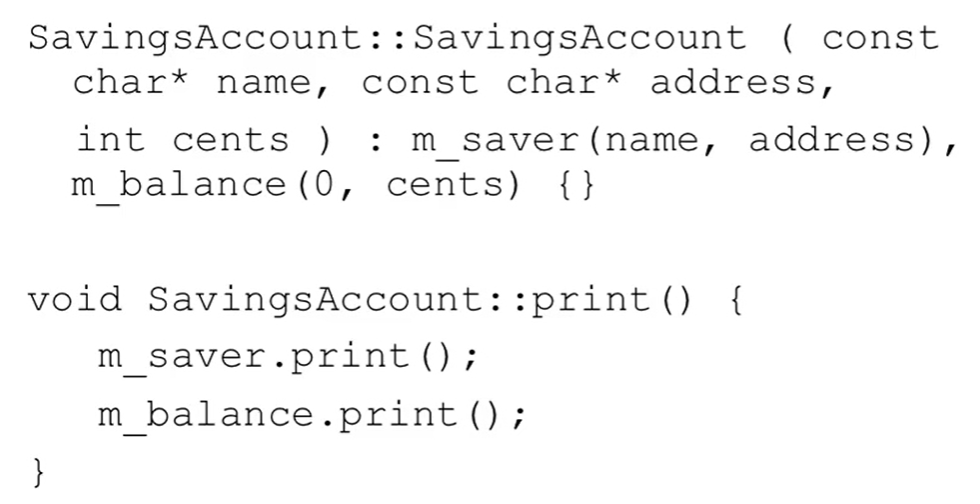 SavingsAccount::SavingsAccount ( const
char* name, const char* address,
int cents ) : m_saver(name, address),
m_balance(0, cents) {}
void SavingsAccount::print() {
m_saver.print();
m_balance.print();
}